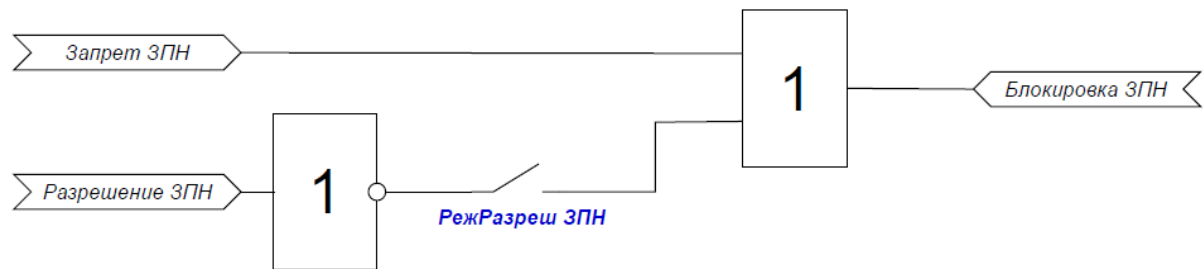 Запрет ЗПН
1
Блокировка ЗПН
Разрешение ЗПН
1
РежРазреш ЗПН